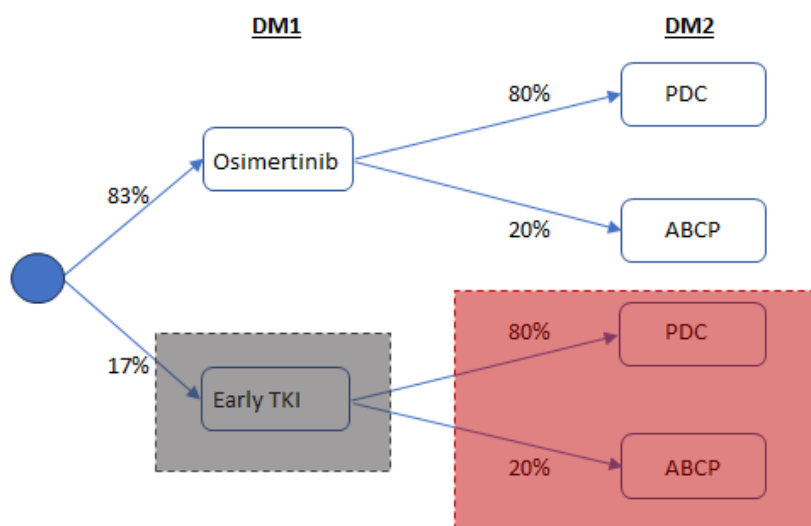 DM1
DM2
80%
PDC
Osimertinib
83%
20%
ABCP
17%
80%
PDC
Early TKI
20%
ABCP